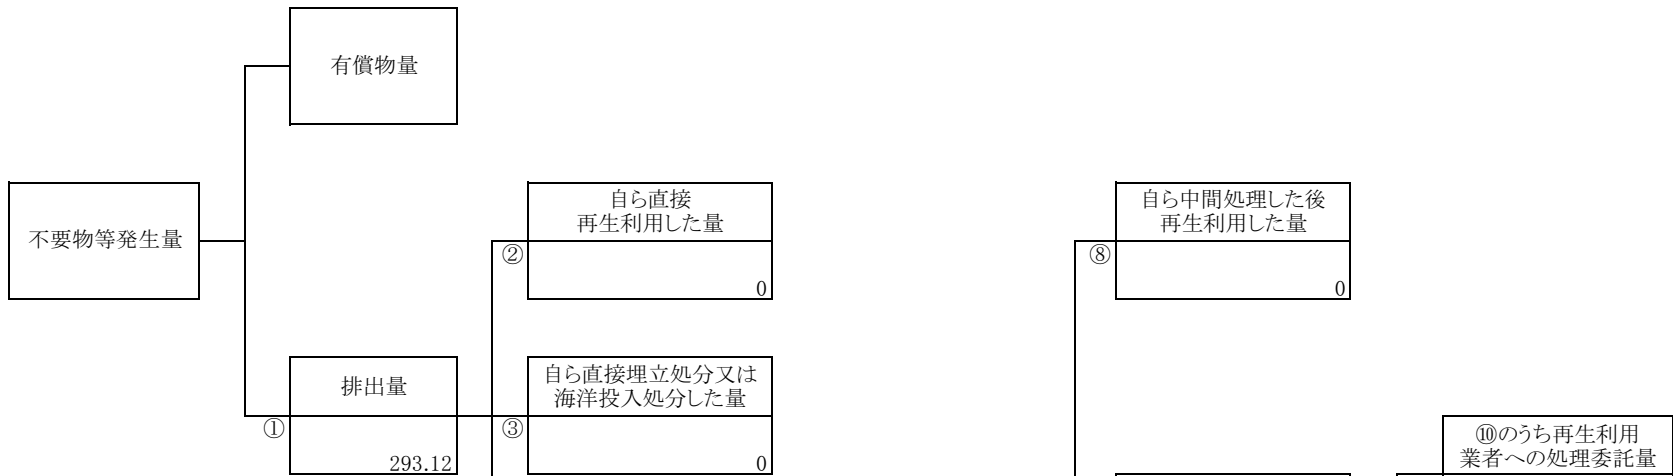 有償物量
不要物等発生量
自ら直接
再生利用した量
②
0
自ら中間処理した後
再生利用した量
⑧
0
排出量
①
293.12
自ら直接埋立処分又は
海洋投入処分した量
③
0
⑩のうち再生利用
業者への処理委託量